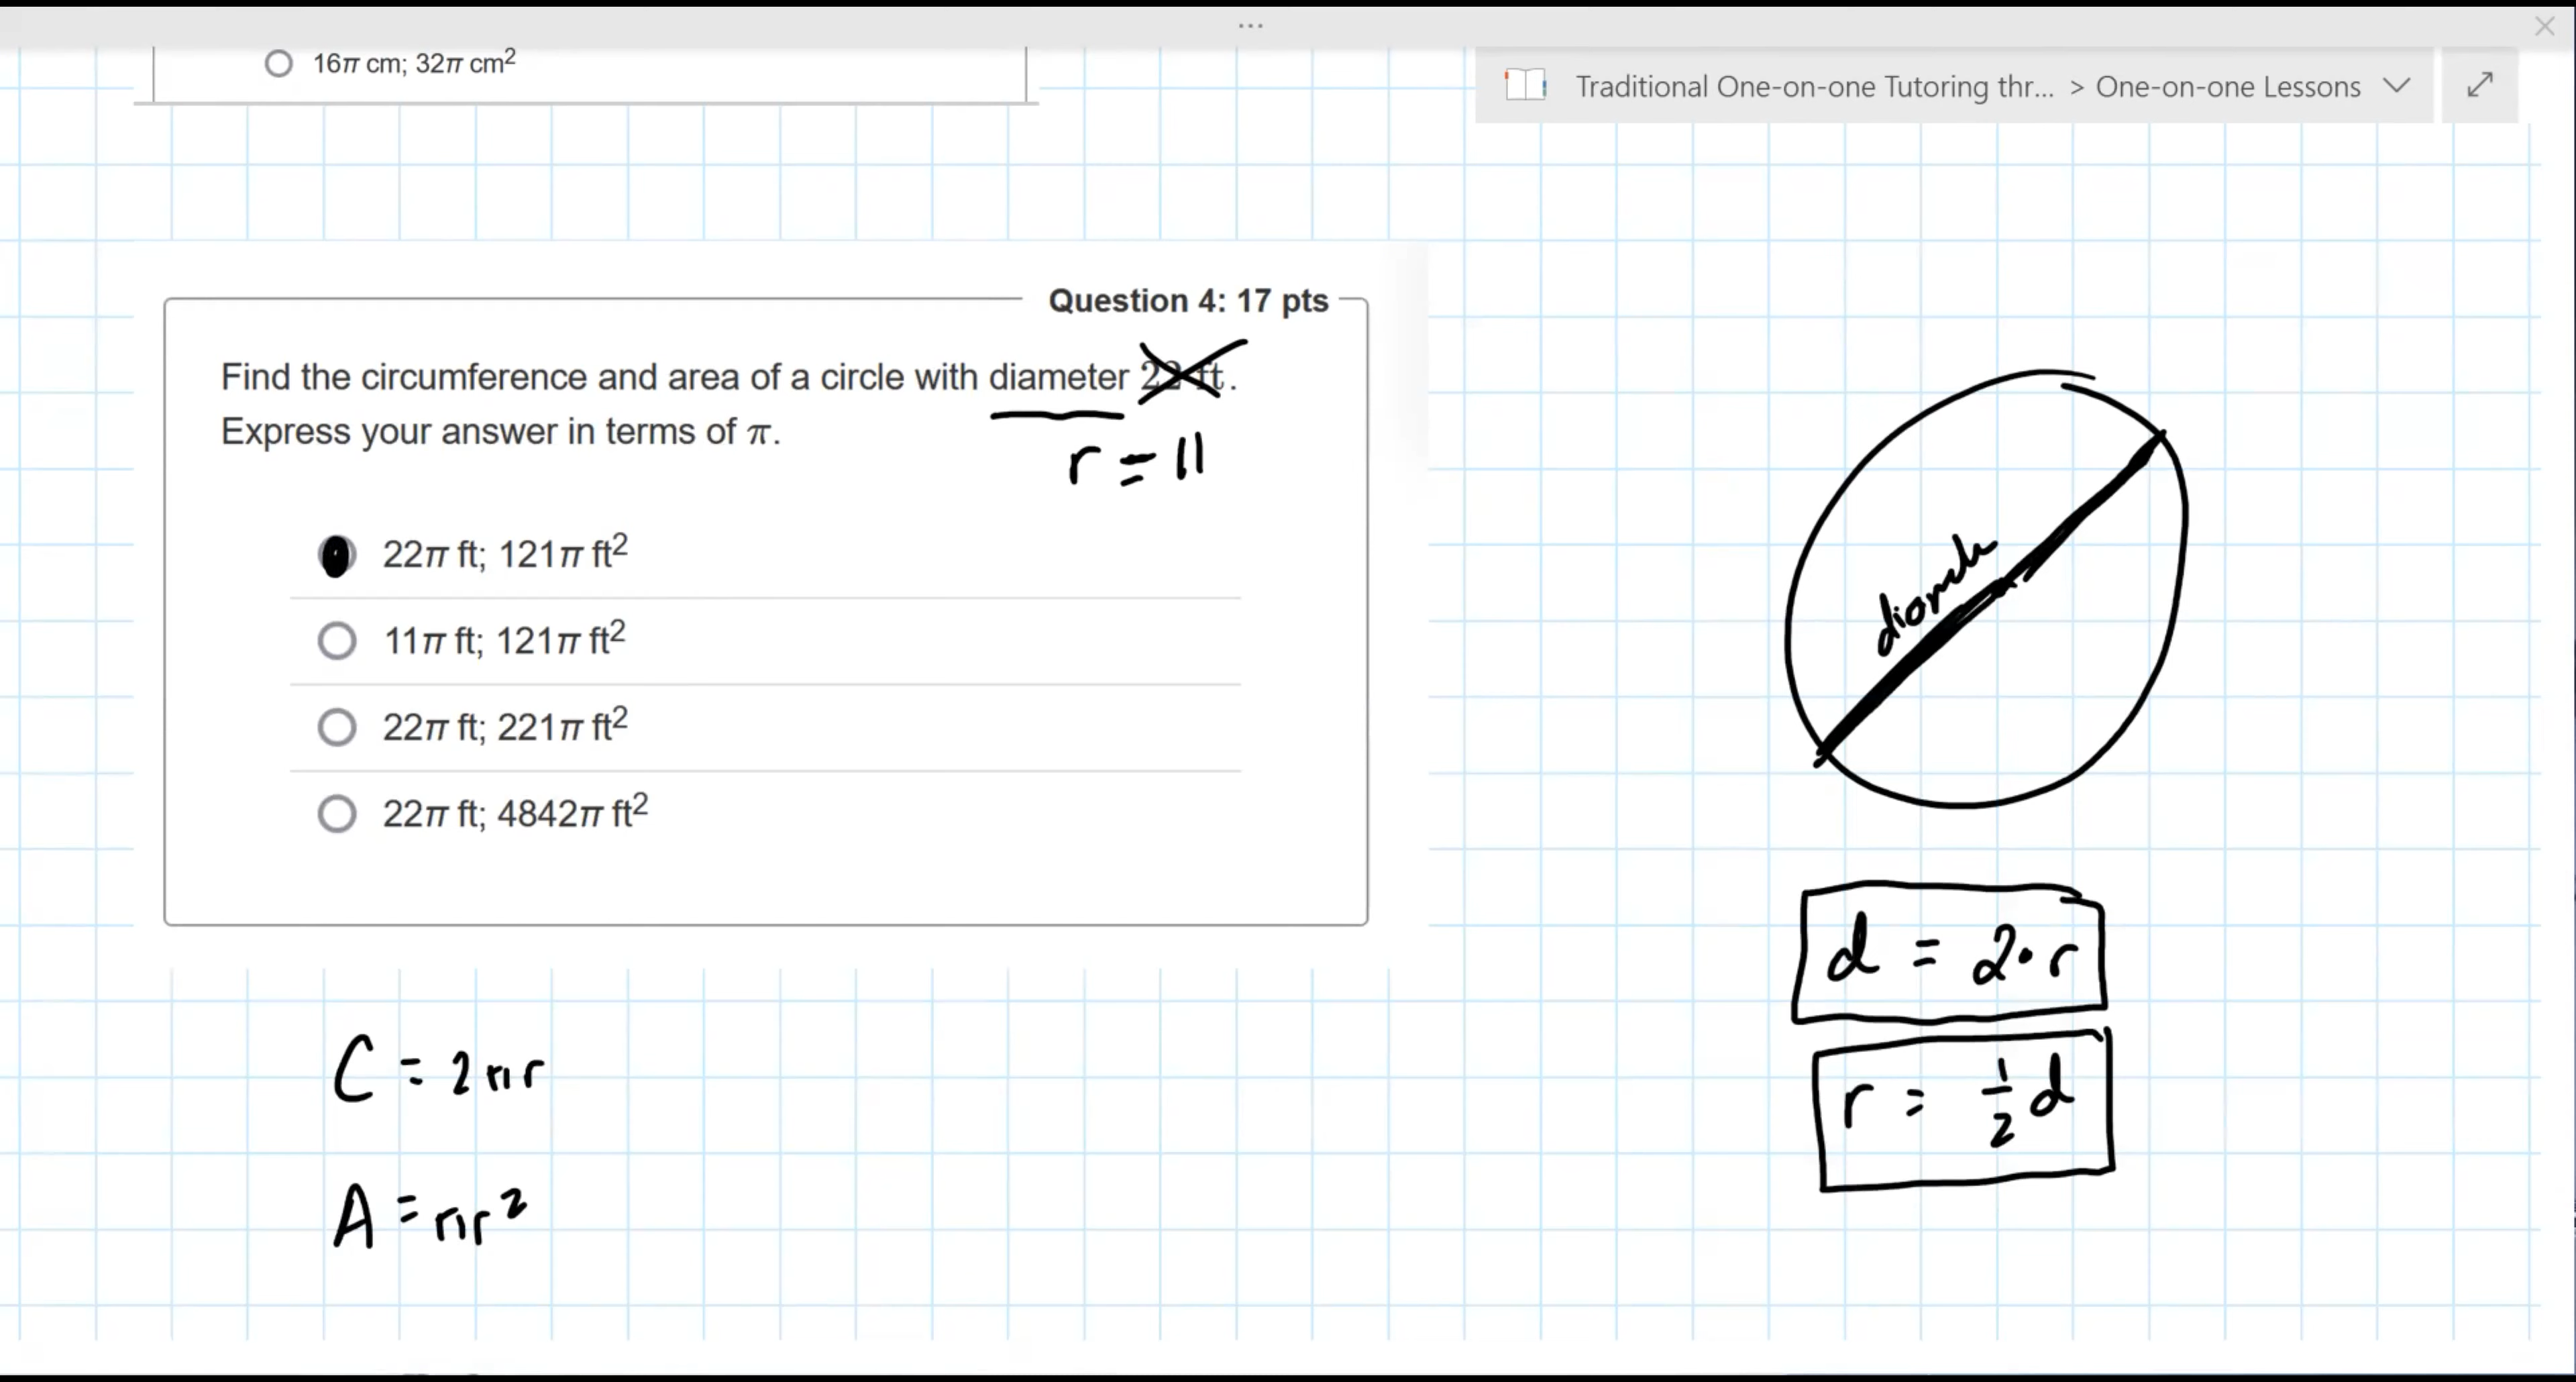 ...
16π cm; 32π cm²
Traditional One-on-one Tutoring thr... > One-on-one Lessons
Question 4: 17 pts
Find the circumference and area of a circle with diameter 22 ft.
Express your answer in terms of π.
r = 11
22π ft; 121π ft²
11π ft; 121π ft²
22π ft; 221π ft²
22π ft; 4842π ft²
d = 2·r
r = ½d
C = 2πr
A = πr²